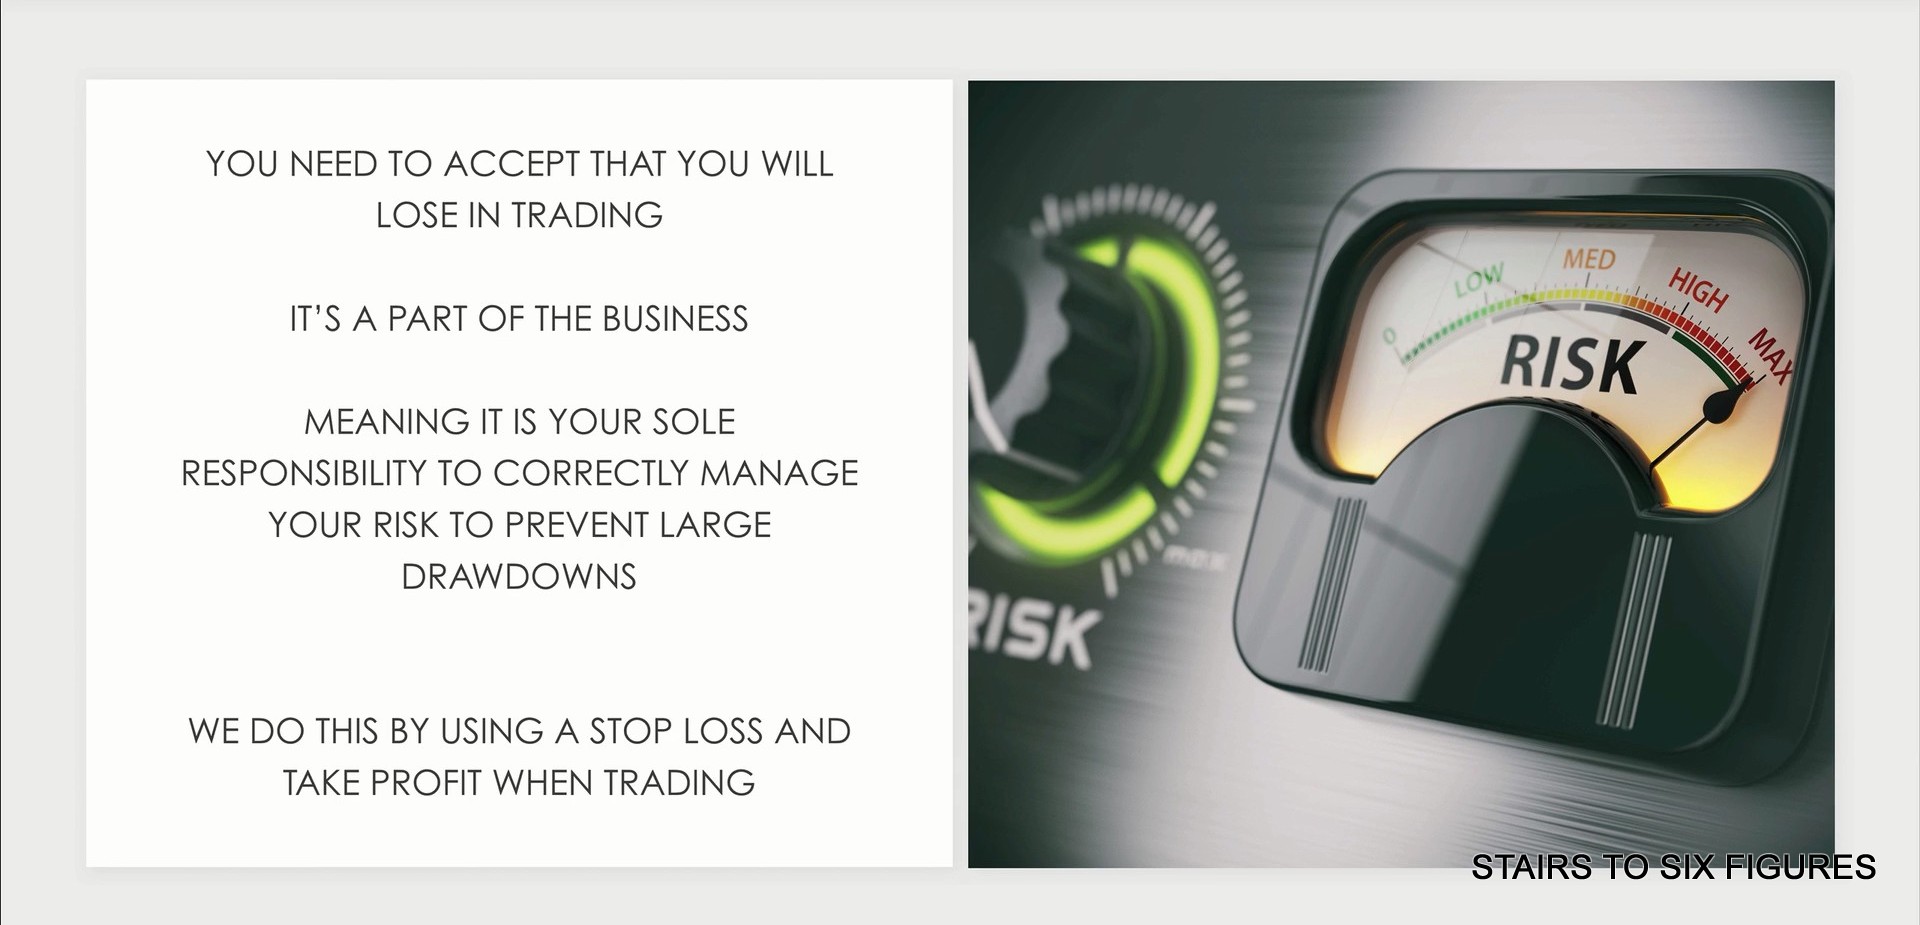 YOU NEED TO ACCEPT THAT YOU WILL
LOSE IN TRADING
IT’S A PART OF THE BUSINESS
MEANING IT IS YOUR SOLE
RESPONSIBILITY TO CORRECTLY MANAGE
YOUR RISK TO PREVENT LARGE
DRAWDOWNS
WE DO THIS BY USING A STOP LOSS AND
TAKE PROFIT WHEN TRADING
0
LOW
MED
HIGH
MAX
RISK
max
RISK
STAIRS TO SIX FIGURES